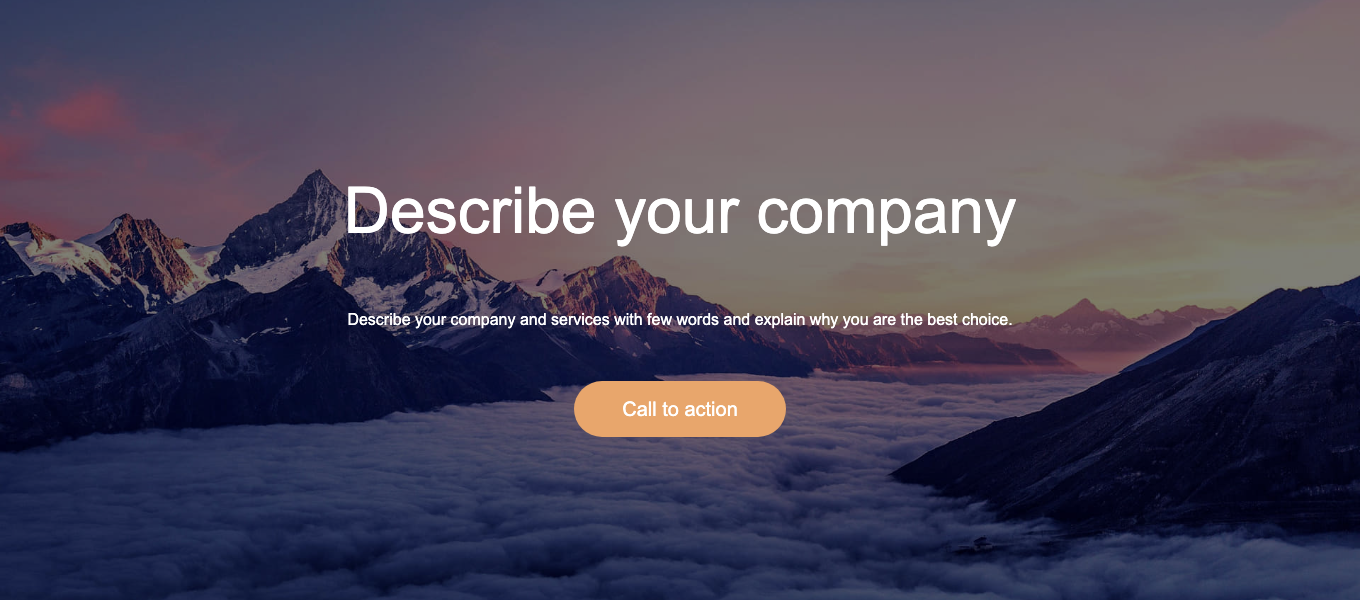 Describe your company
Describe your company and services with few words and explain why you are the best choice.
Call to action